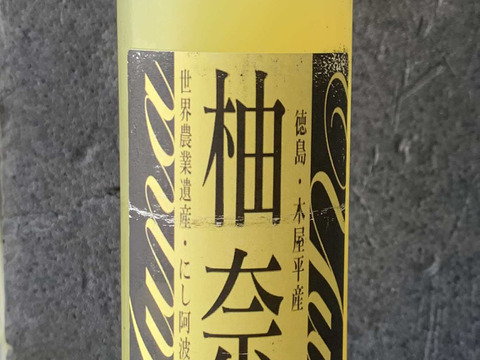 徳島・木屋平産
柚奈
世界農業遺産・にし阿波